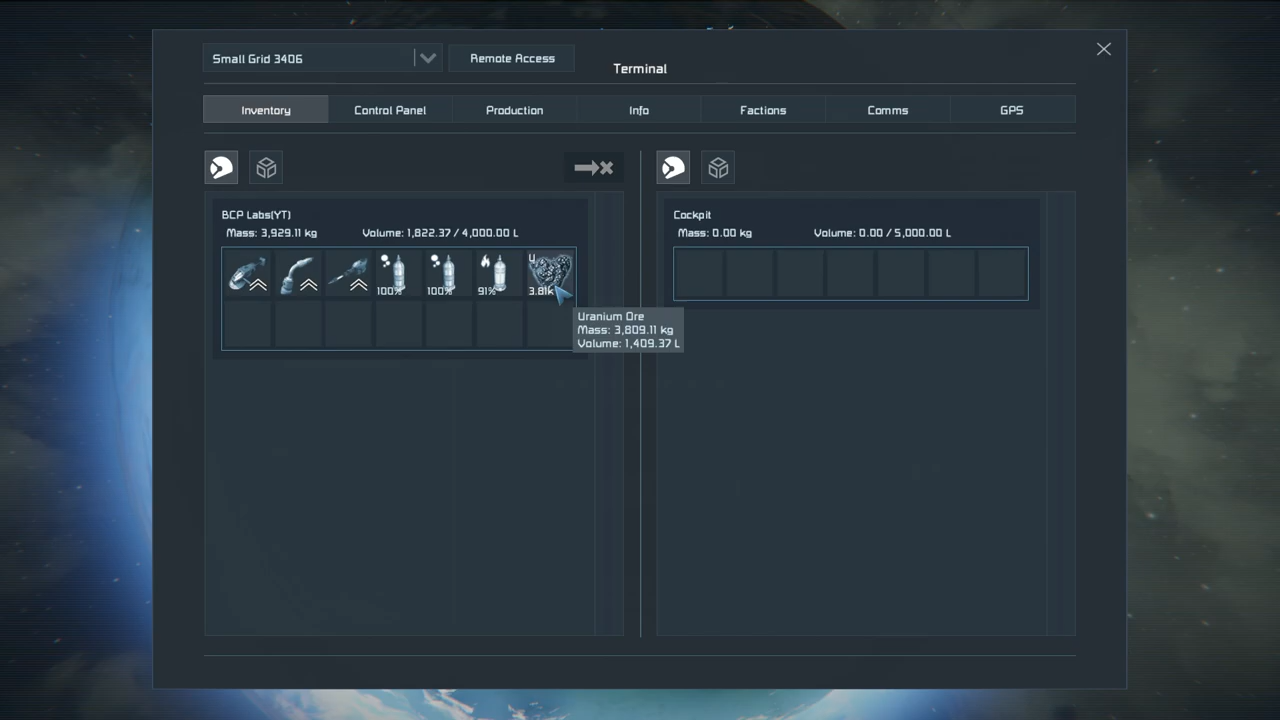 Small Grid 3406
Remote Access
Terminal
Inventory
Control Panel
Production
Info
Factions
Comms
GPS
BCP Labs(YT)
Mass: 3,929.11 kg
Volume: 1,822.37 / 4,000.00 L
100%
100%
91%
U
3.81k
Uranium Ore
Mass: 3,809.11 kg
Volume: 1,409.37 L
Cockpit
Mass: 0.00 kg
Volume: 0.00 / 5,000.00 L